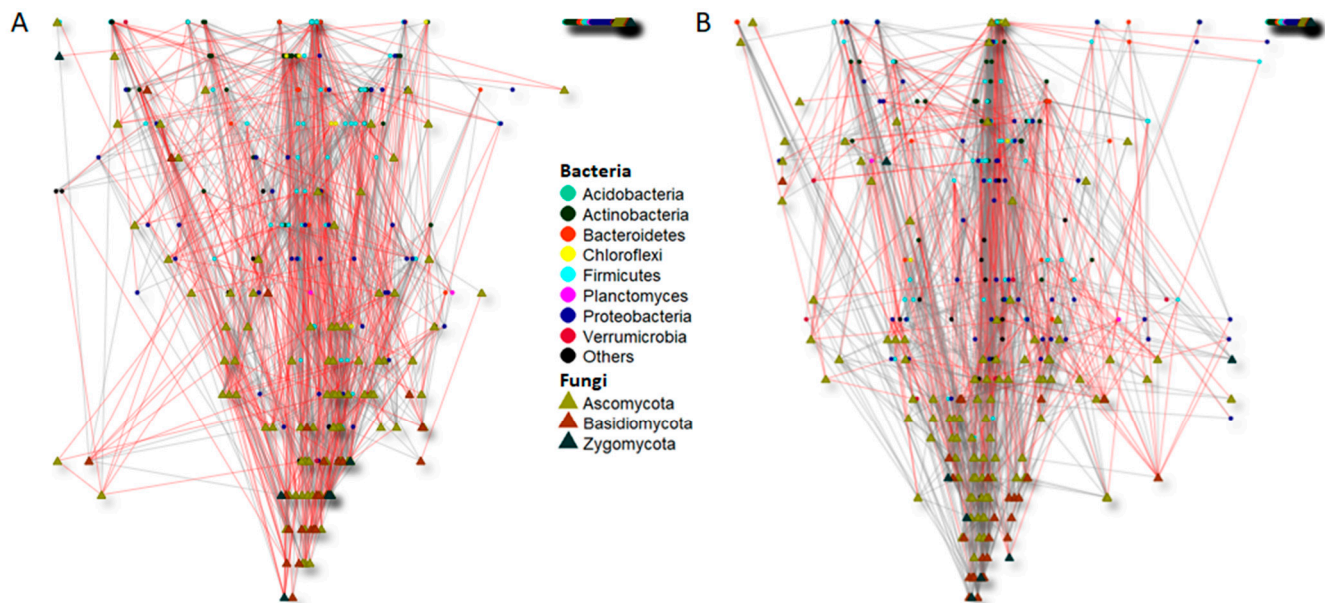 A
B
Bacteria
Acidobacteria
Actinobacteria
Bacteroidetes
Chloroflexi
Firmicutes
Planctomyces
Proteobacteria
Verrumicrobia
Others
Fungi
Ascomycota
Basidiomycota
Zygomycota